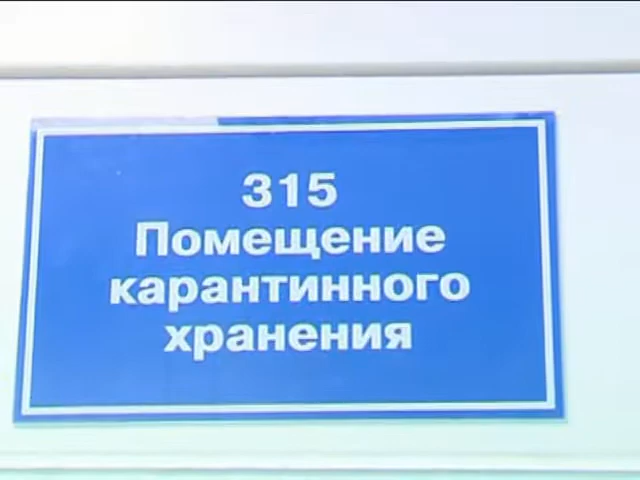 315
Помещение
карантинного
хранения